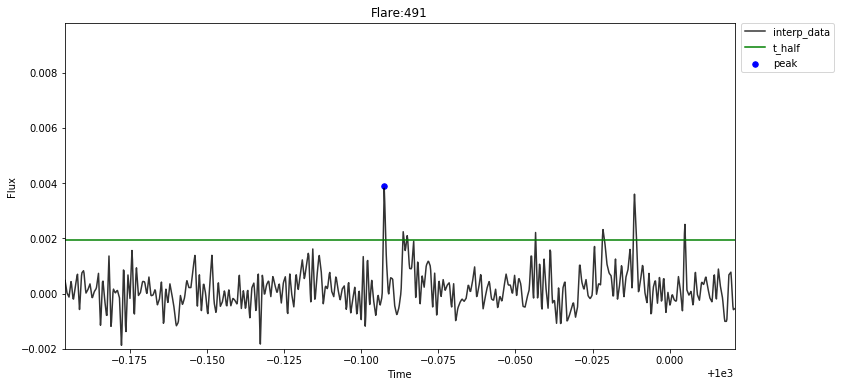 Flare:491
interp_data
t_half
peak
Flux
0.008
0.006
0.004
0.002
0.000
−0.002
−0.175
−0.150
−0.125
−0.100
−0.075
−0.050
−0.025
0.000
Time
+1e3